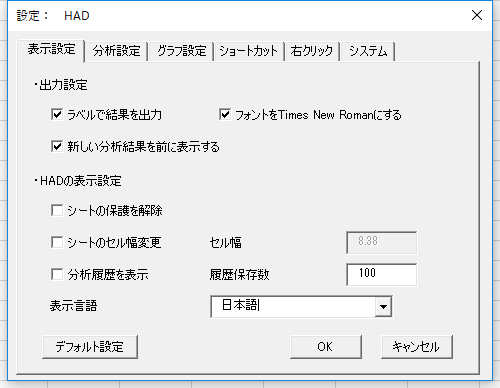 設定： HAD
表示設定 分析設定 グラフ設定 ショートカット 右クリック システム
・出力設定
ラベルで結果を出力 フォントをTimes New Romanにする
新しい分析結果を前に表示する
・HADの表示設定
シートの保護を解除
シートのセル幅変更 セル幅 8.38
分析履歴を表示 履歴保存数 100
表示言語 日本語
デフォルト設定 OK キャンセル